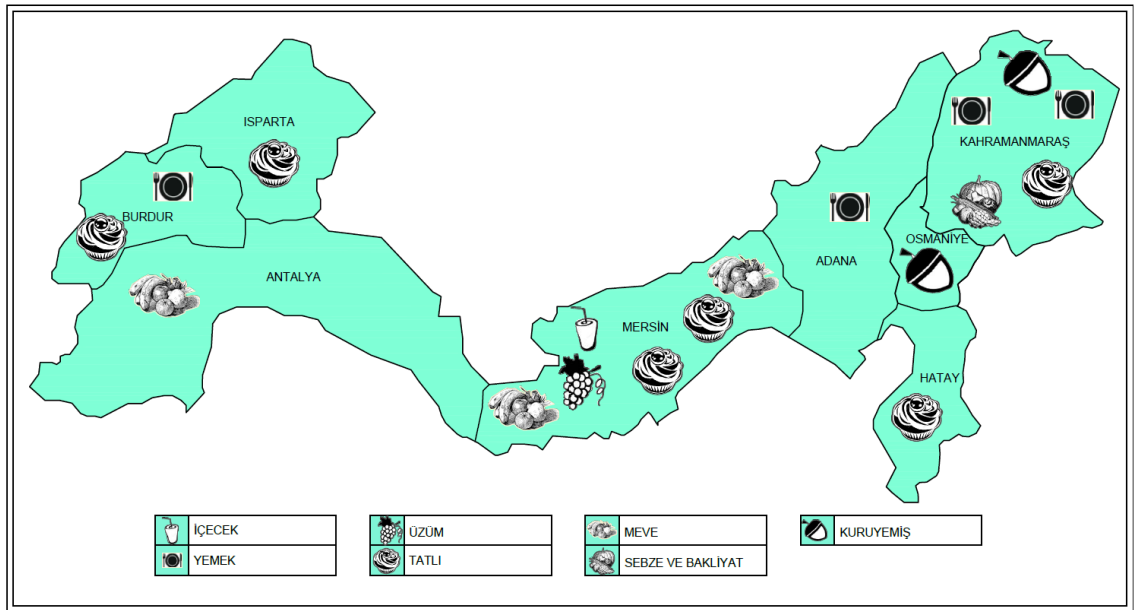 ISPARTA
KAHRAMANMARAŞ
BURDUR
OSMANİYE
ADANA
ANTALYA
MERSİN
HATAY
İÇECEK
ÜZÜM
MEVE
KURUYEMİŞ
YEMEK
TATLI
SEBZE VE BAKLİYAT